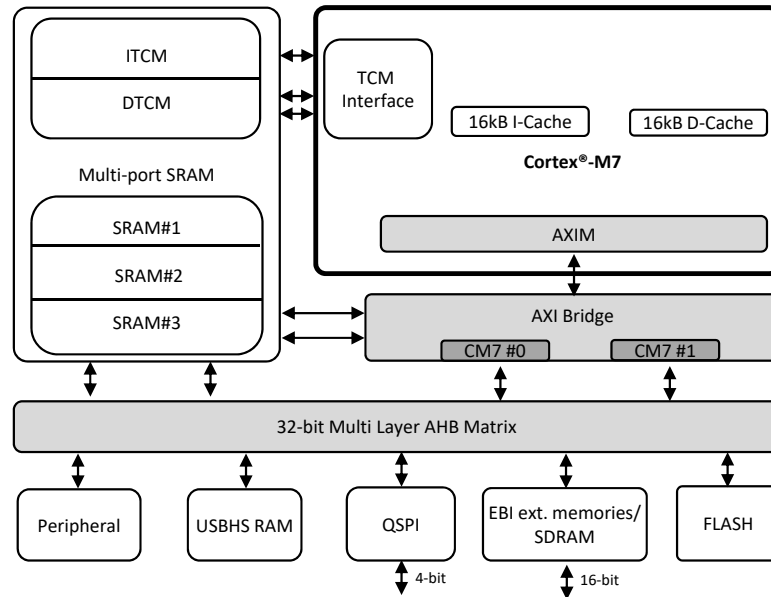 ITCM
DTCM
Multi-port SRAM
SRAM#1
SRAM#2
SRAM#3
TCM
Interface
16kB I-Cache
16kB D-Cache
Cortex®-M7
AXIM
AXI Bridge
CM7 #0
CM7 #1
32-bit Multi Layer AHB Matrix
Peripheral
USBHS RAM
QSPI
EBI ext. memories/
SDRAM
FLASH
4-bit
16-bit